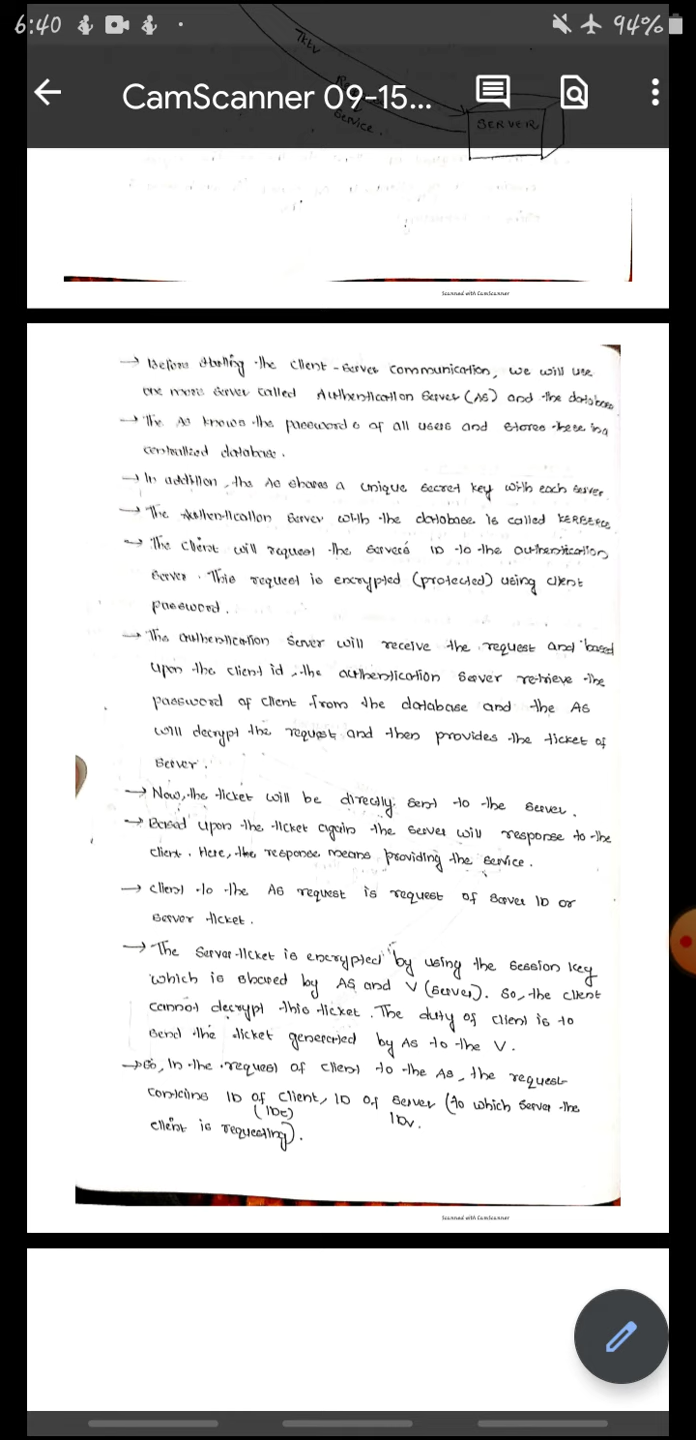 6:40
94%
CamScanner 09-15...
TKtv
Service.
SERVER
Scanned with CamScanner
→ Before starting the client-server communication, we will use
one more server called Authentication Server (AS) and the database
→ The AS knows the passwords of all users and stores these in a
centralized database.
→ In addition, the AS shares a unique secret key with each server.
→ The Authentication Server with the database is called KERBEROS
→ The client will request the servers ID to the authentication
Server. This request is encrypted (protected) using client
password.
→ The authentication Server will receive the request and based
upon the client id, the authentication Server retrieve the
password of client from the database and the AS
will decrypt the request and then provides the ticket of
Server.
→ Now, the ticket will be directly sent to the server.
→ Based upon the ticket again the server will response to the
client. Here, the response means providing the service.
→ client to the AS request is request of server ID or
server ticket.
→ The Server-ticket is encrypted by using the session key
which is shared by AS and V (server). So, the client
cannot decrypt this ticket. The duty of client is to
send the ticket generated by AS to the V.
→ So, in the request of client to the AS, the request
contains ID of client, ID of server (to which server the
(IDc) IDv.
client is requesting).
Scanned with CamScanner